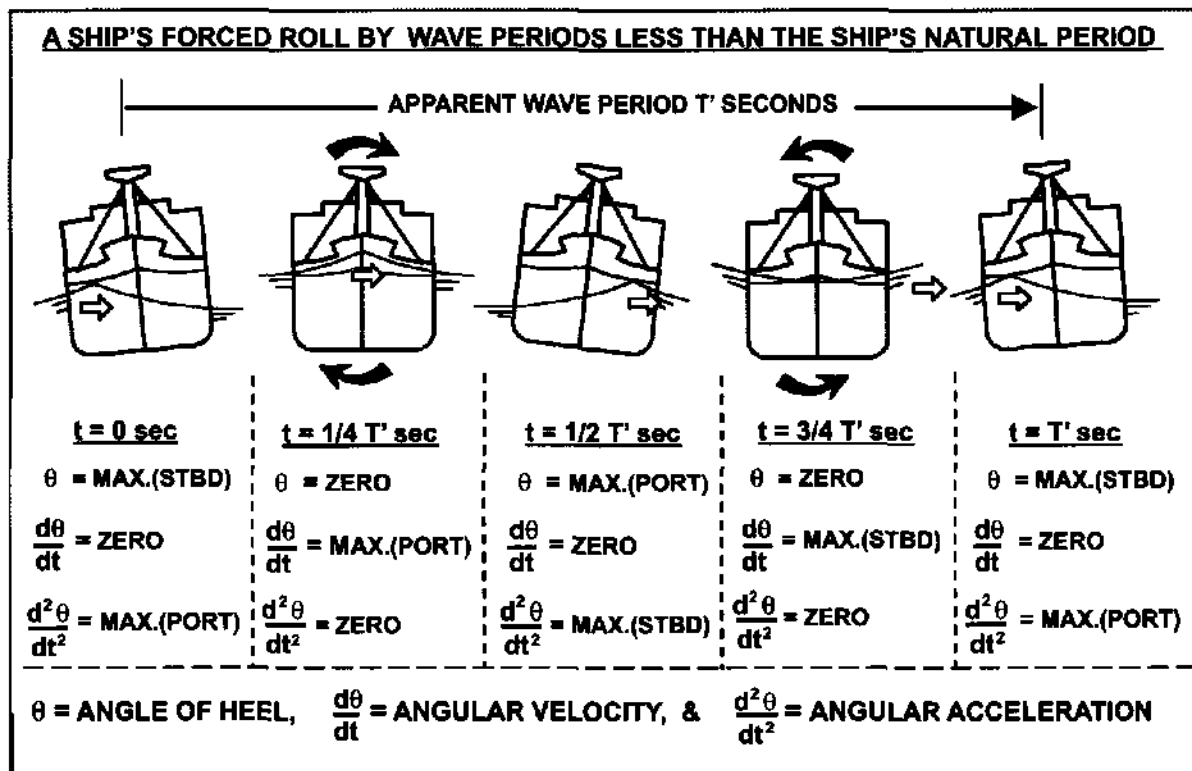 A SHIP'S FORCED ROLL BY WAVE PERIODS LESS THAN THE SHIP'S NATURAL PERIOD
APPARENT WAVE PERIOD T' SECONDS
t = 0 sec
θ = MAX.(STBD)
dθ/dt = ZERO
d²θ/dt² = MAX.(PORT)
t = 1/4 T' sec
θ = ZERO
dθ/dt = MAX.(PORT)
d²θ/dt² = ZERO
t = 1/2 T' sec
θ = MAX.(PORT)
dθ/dt = ZERO
d²θ/dt² = MAX.(STBD)
t = 3/4 T' sec
θ = ZERO
dθ/dt = MAX.(STBD)
d²θ/dt² = ZERO
t = T' sec
θ = MAX.(STBD)
dθ/dt = ZERO
d²θ/dt² = MAX.(PORT)
θ = ANGLE OF HEEL, dθ/dt = ANGULAR VELOCITY, & d²θ/dt² = ANGULAR ACCELERATION